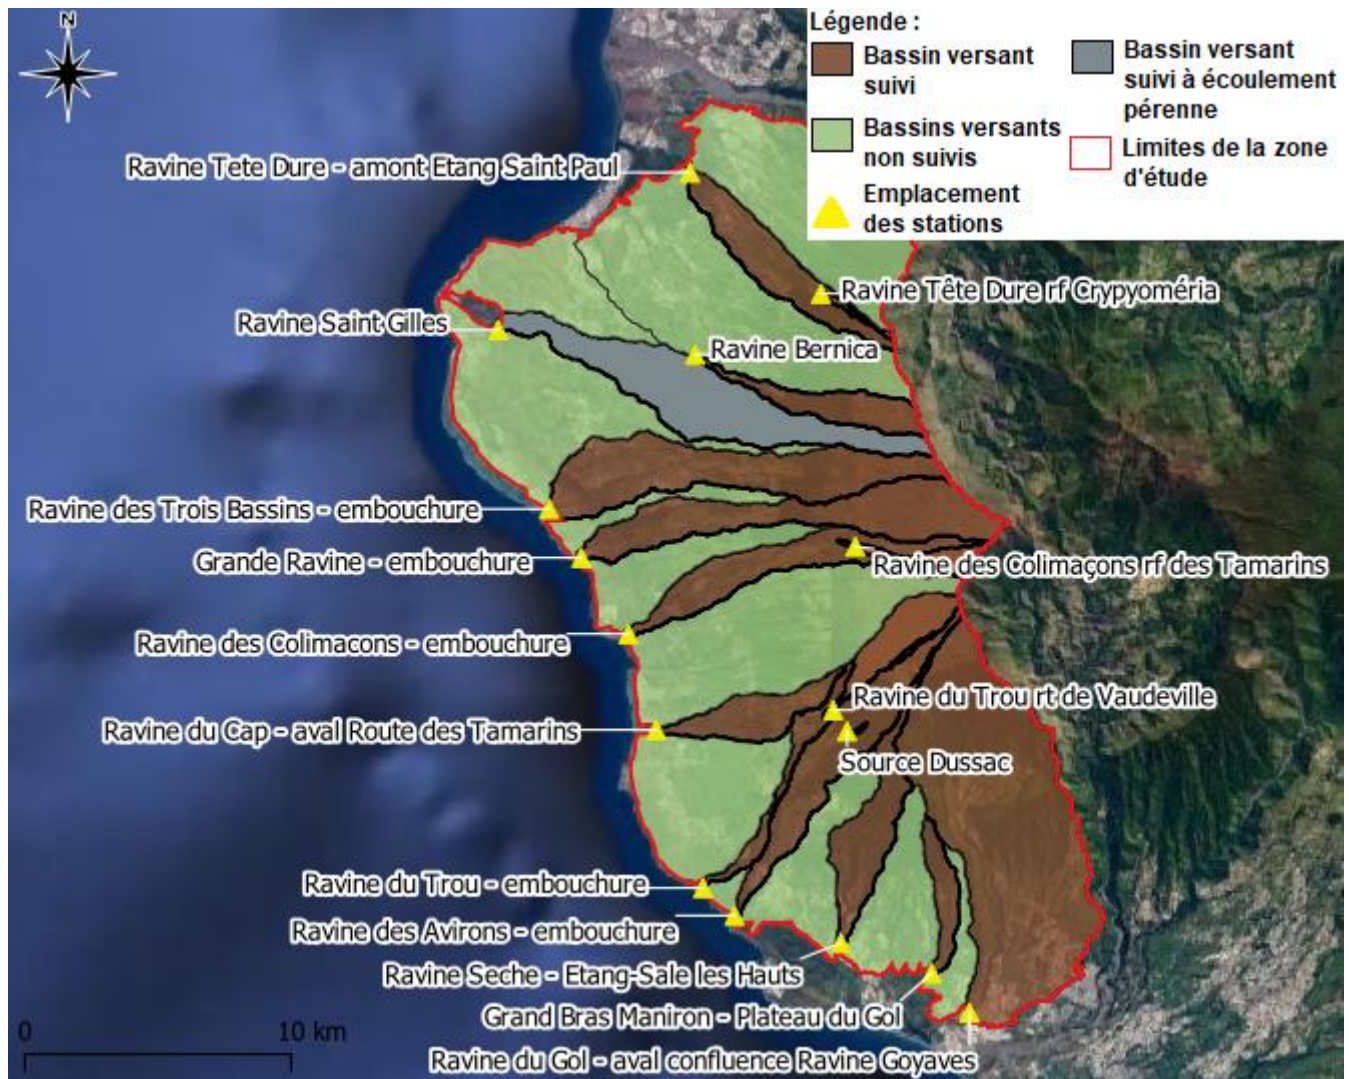 N
Légende :
Bassin versant
suivi
Bassin versant
suivi à écoulement
pérenne
Bassins versants
non suivis
Limites de la zone
d'étude
Emplacement
des stations
Ravine Tete Dure - amont Etang Saint Paul
Ravine Tête Dure rf Crypyoméria
Ravine Saint Gilles
Ravine Bernica
Ravine des Trois Bassins - embouchure
Grande Ravine - embouchure
Ravine des Colimaçons rf des Tamarins
Ravine des Colimacons - embouchure
Ravine du Trou rt de Vaudeville
Ravine du Cap - aval Route des Tamarins
Source Dussac
Ravine du Trou - embouchure
Ravine des Avirons - embouchure
Ravine Seche - Etang-Sale les Hauts
Grand Bras Maniron - Plateau du Gol
0 10 km
Ravine du Gol - aval confluence Ravine Goyaves